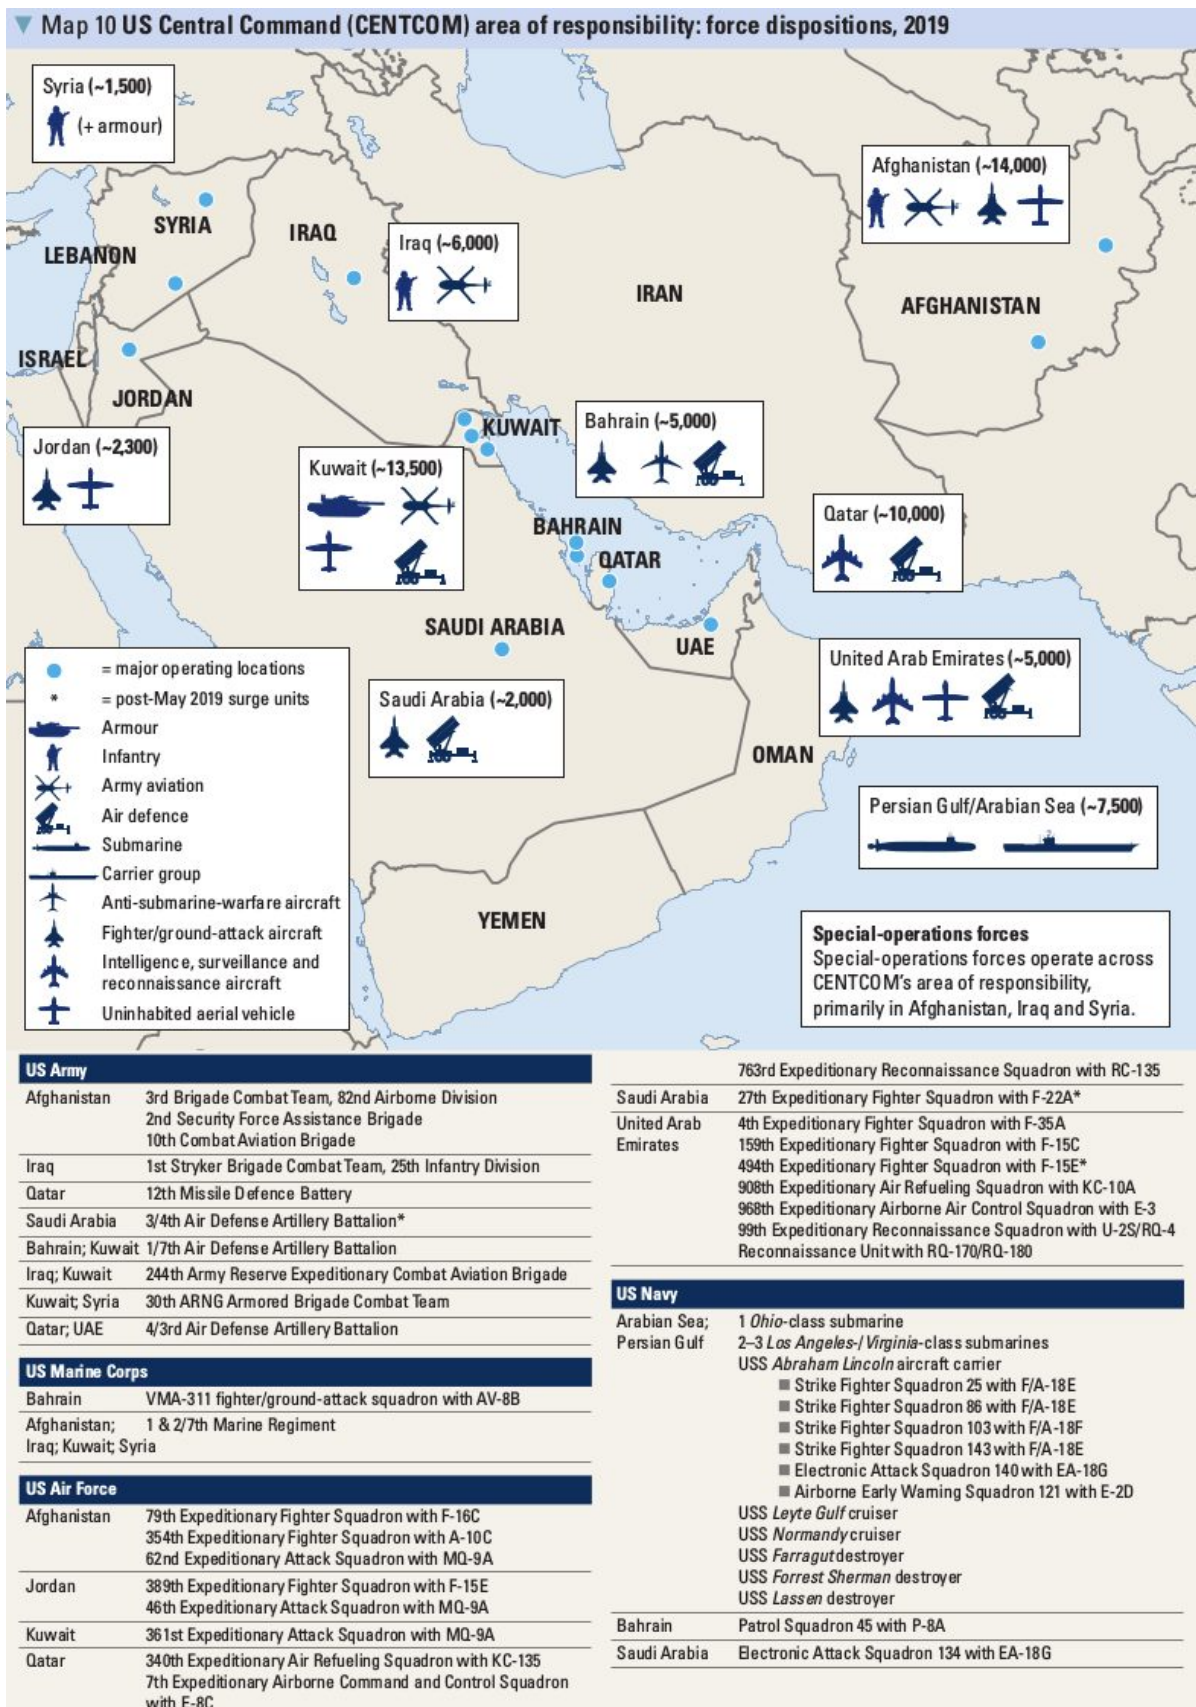 ▼ Map 10 US Central Command (CENTCOM) area of responsibility: force dispositions, 2019
Syria (~1,500)
(+ armour)
Afghanistan (~14,000)
SYRIA
IRAQ
Iraq (~6,000)
LEBANON
IRAN
AFGHANISTAN
ISRAEL
JORDAN
Jordan (~2,300)
KUWAIT
Kuwait (~13,500)
Bahrain (~5,000)
BAHRAIN
QATAR
Qatar (~10,000)
SAUDI ARABIA
UAE
United Arab Emirates (~5,000)
Saudi Arabia (~2,000)
OMAN
Persian Gulf/Arabian Sea (~7,500)
YEMEN
= major operating locations
* = post-May 2019 surge units
Armour
Infantry
Army aviation
Air defence
Submarine
Carrier group
Anti-submarine-warfare aircraft
Fighter/ground-attack aircraft
Intelligence, surveillance and
reconnaissance aircraft
Uninhabited aerial vehicle
Special-operations forces
Special-operations forces operate across
CENTCOM's area of responsibility,
primarily in Afghanistan, Iraq and Syria.
US Army
Afghanistan 3rd Brigade Combat Team, 82nd Airborne Division
2nd Security Force Assistance Brigade
10th Combat Aviation Brigade
Iraq 1st Stryker Brigade Combat Team, 25th Infantry Division
Qatar 12th Missile Defence Battery
Saudi Arabia 3/4th Air Defense Artillery Battalion*
Bahrain; Kuwait 1/7th Air Defense Artillery Battalion
Iraq; Kuwait 244th Army Reserve Expeditionary Combat Aviation Brigade
Kuwait; Syria 30th ARNG Armored Brigade Combat Team
Qatar; UAE 4/3rd Air Defense Artillery Battalion
US Marine Corps
Bahrain VMA-311 fighter/ground-attack squadron with AV-8B
Afghanistan; 1 & 2/7th Marine Regiment
Iraq; Kuwait; Syria
US Air Force
Afghanistan 79th Expeditionary Fighter Squadron with F-16C
354th Expeditionary Fighter Squadron with A-10C
62nd Expeditionary Attack Squadron with MQ-9A
Jordan 389th Expeditionary Fighter Squadron with F-15E
46th Expeditionary Attack Squadron with MQ-9A
Kuwait 361st Expeditionary Attack Squadron with MQ-9A
Qatar 340th Expeditionary Air Refueling Squadron with KC-135
7th Expeditionary Airborne Command and Control Squadron
with E-8C
763rd Expeditionary Reconnaissance Squadron with RC-135
Saudi Arabia 27th Expeditionary Fighter Squadron with F-22A*
United Arab 4th Expeditionary Fighter Squadron with F-35A
Emirates 159th Expeditionary Fighter Squadron with F-15C
494th Expeditionary Fighter Squadron with F-15E*
908th Expeditionary Air Refueling Squadron with KC-10A
968th Expeditionary Airborne Air Control Squadron with E-3
99th Expeditionary Reconnaissance Squadron with U-2S/RQ-4
Reconnaissance Unit with RQ-170/RQ-180
US Navy
Arabian Sea; 1 Ohio-class submarine
Persian Gulf 2–3 Los Angeles-/Virginia-class submarines
USS Abraham Lincoln aircraft carrier
■ Strike Fighter Squadron 25 with F/A-18E
■ Strike Fighter Squadron 86 with F/A-18E
■ Strike Fighter Squadron 103 with F/A-18F
■ Strike Fighter Squadron 143 with F/A-18E
■ Electronic Attack Squadron 140 with EA-18G
■ Airborne Early Warning Squadron 121 with E-2D
USS Leyte Gulf cruiser
USS Normandy cruiser
USS Farragut destroyer
USS Forrest Sherman destroyer
USS Lassen destroyer
Bahrain Patrol Squadron 45 with P-8A
Saudi Arabia Electronic Attack Squadron 134 with EA-18G